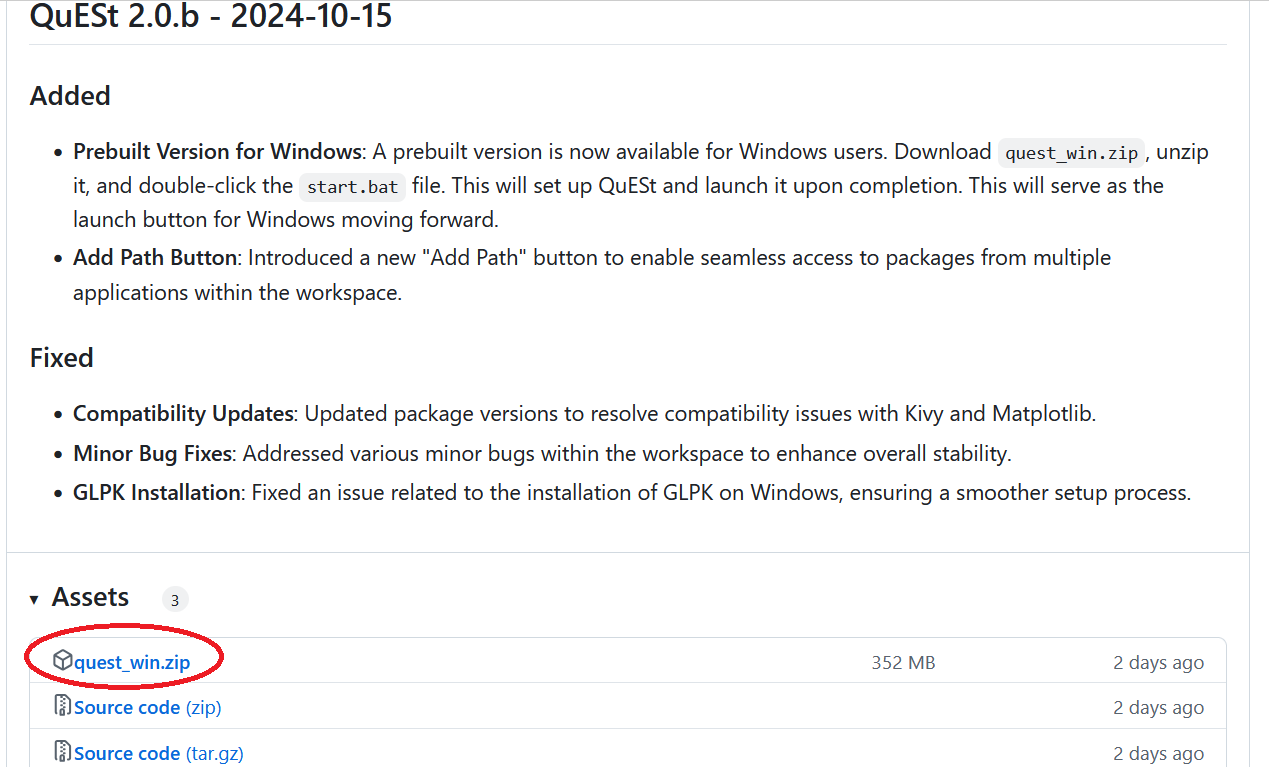 QuESt 2.0.b - 2024-10-15
Added
• Prebuilt Version for Windows: A prebuilt version is now available for Windows users. Download quest_win.zip, unzip
it, and double-click the start.bat file. This will set up QuESt and launch it upon completion. This will serve as the
launch button for Windows moving forward.
• Add Path Button: Introduced a new "Add Path" button to enable seamless access to packages from multiple
applications within the workspace.
Fixed
• Compatibility Updates: Updated package versions to resolve compatibility issues with Kivy and Matplotlib.
• Minor Bug Fixes: Addressed various minor bugs within the workspace to enhance overall stability.
• GLPK Installation: Fixed an issue related to the installation of GLPK on Windows, ensuring a smoother setup process.
Assets 3
quest_win.zip 352 MB 2 days ago
Source code (zip) 2 days ago
Source code (tar.gz) 2 days ago